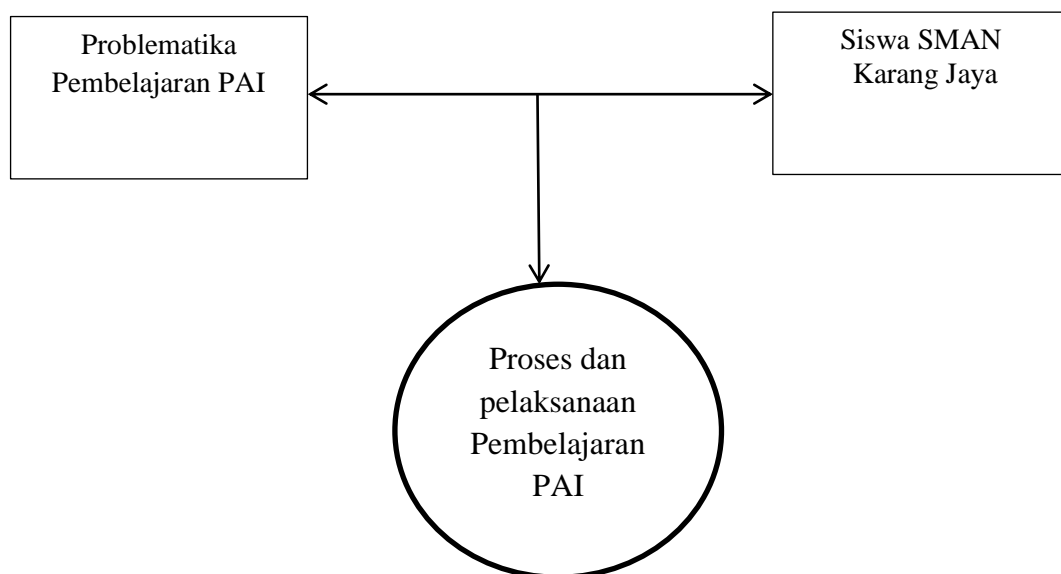 Problematika
Pembelajaran PAI
Siswa SMAN
Karang Jaya
Proses dan
pelaksanaan
Pembelajaran
PAI